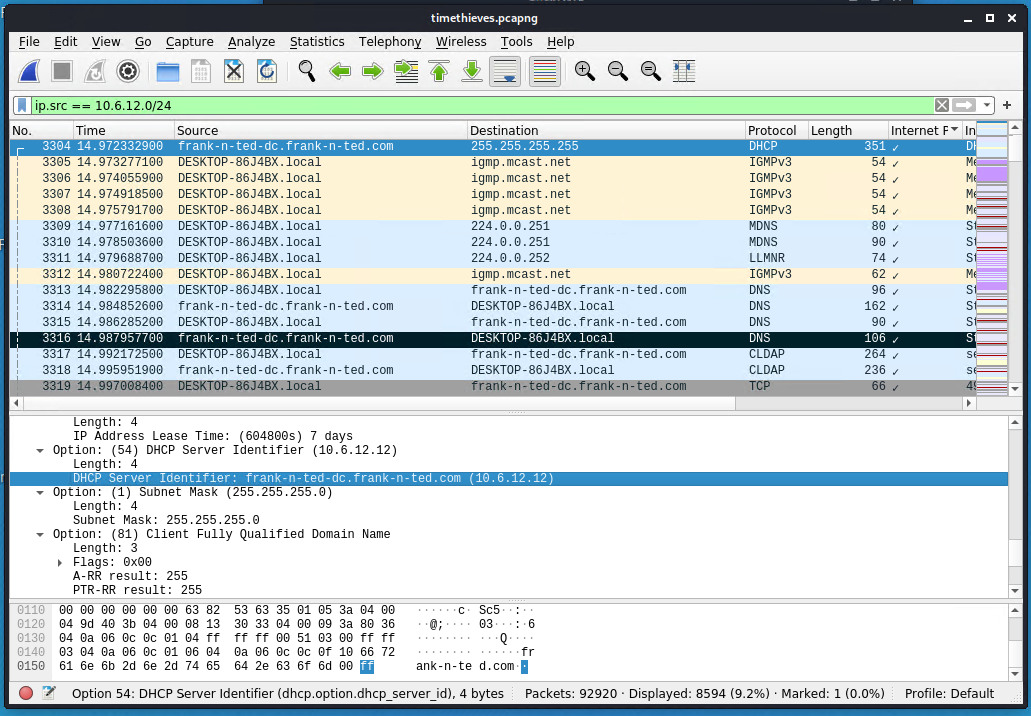 timethieves.pcapng
File Edit View Go Capture Analyze Statistics Telephony Wireless Tools Help
ip.src == 10.6.12.0/24
No. Time Source Destination Protocol Length Internet P In
3304 14.972332900 frank-n-ted-dc.frank-n-ted.com 255.255.255.255 DHCP 351 ✓ DH
3305 14.973277100 DESKTOP-86J4BX.local igmp.mcast.net IGMPv3 54 ✓ Me
3306 14.974055900 DESKTOP-86J4BX.local igmp.mcast.net IGMPv3 54 ✓ Me
3307 14.974918500 DESKTOP-86J4BX.local igmp.mcast.net IGMPv3 54 ✓ Me
3308 14.975791700 DESKTOP-86J4BX.local igmp.mcast.net IGMPv3 54 ✓ Me
3309 14.977161600 DESKTOP-86J4BX.local 224.0.0.251 MDNS 80 ✓ St
3310 14.978503600 DESKTOP-86J4BX.local 224.0.0.251 MDNS 90 ✓ St
3311 14.979688700 DESKTOP-86J4BX.local 224.0.0.252 LLMNR 74 ✓ St
3312 14.980722400 DESKTOP-86J4BX.local igmp.mcast.net IGMPv3 62 ✓ Me
3313 14.982295800 DESKTOP-86J4BX.local frank-n-ted-dc.frank-n-ted.com DNS 96 ✓ St
3314 14.984852600 frank-n-ted-dc.frank-n-ted.com DESKTOP-86J4BX.local DNS 162 ✓ St
3315 14.986285200 DESKTOP-86J4BX.local frank-n-ted-dc.frank-n-ted.com DNS 90 ✓ St
3316 14.987957700 frank-n-ted-dc.frank-n-ted.com DESKTOP-86J4BX.local DNS 106 ✓ St
3317 14.992172500 DESKTOP-86J4BX.local frank-n-ted-dc.frank-n-ted.com CLDAP 264 ✓ se
3318 14.995951900 frank-n-ted-dc.frank-n-ted.com DESKTOP-86J4BX.local CLDAP 236 ✓ se
3319 14.997008400 DESKTOP-86J4BX.local frank-n-ted-dc.frank-n-ted.com TCP 66 ✓ 49
Length: 4
IP Address Lease Time: (604800s) 7 days
Option: (54) DHCP Server Identifier (10.6.12.12)
Length: 4
DHCP Server Identifier: frank-n-ted-dc.frank-n-ted.com (10.6.12.12)
Option: (1) Subnet Mask (255.255.255.0)
Length: 4
Subnet Mask: 255.255.255.0
Option: (81) Client Fully Qualified Domain Name
Length: 3
Flags: 0x00
A-RR result: 255
PTR-RR result: 255
0110 00 00 00 00 00 00 63 82 53 63 35 01 05 3a 04 00 ······c· Sc5··:··
0120 04 9d 40 3b 04 00 08 13 30 33 04 00 09 3a 80 36 ··@;···· 03···:·6
0130 04 0a 06 0c 0c 01 04 ff ff ff 00 51 03 00 ff ff ········ ···Q····
0140 03 04 0a 06 0c 01 06 04 0a 06 0c 0c 0f 10 66 72 ········ ······fr
0150 61 6e 6b 2d 6e 2d 74 65 64 2e 63 6f 6d 00 ff ank-n-te d.com··
Option 54: DHCP Server Identifier (dhcp.option.dhcp_server_id), 4 bytes Packets: 92920 · Displayed: 8594 (9.2%) · Marked: 1 (0.0%) Profile: Default